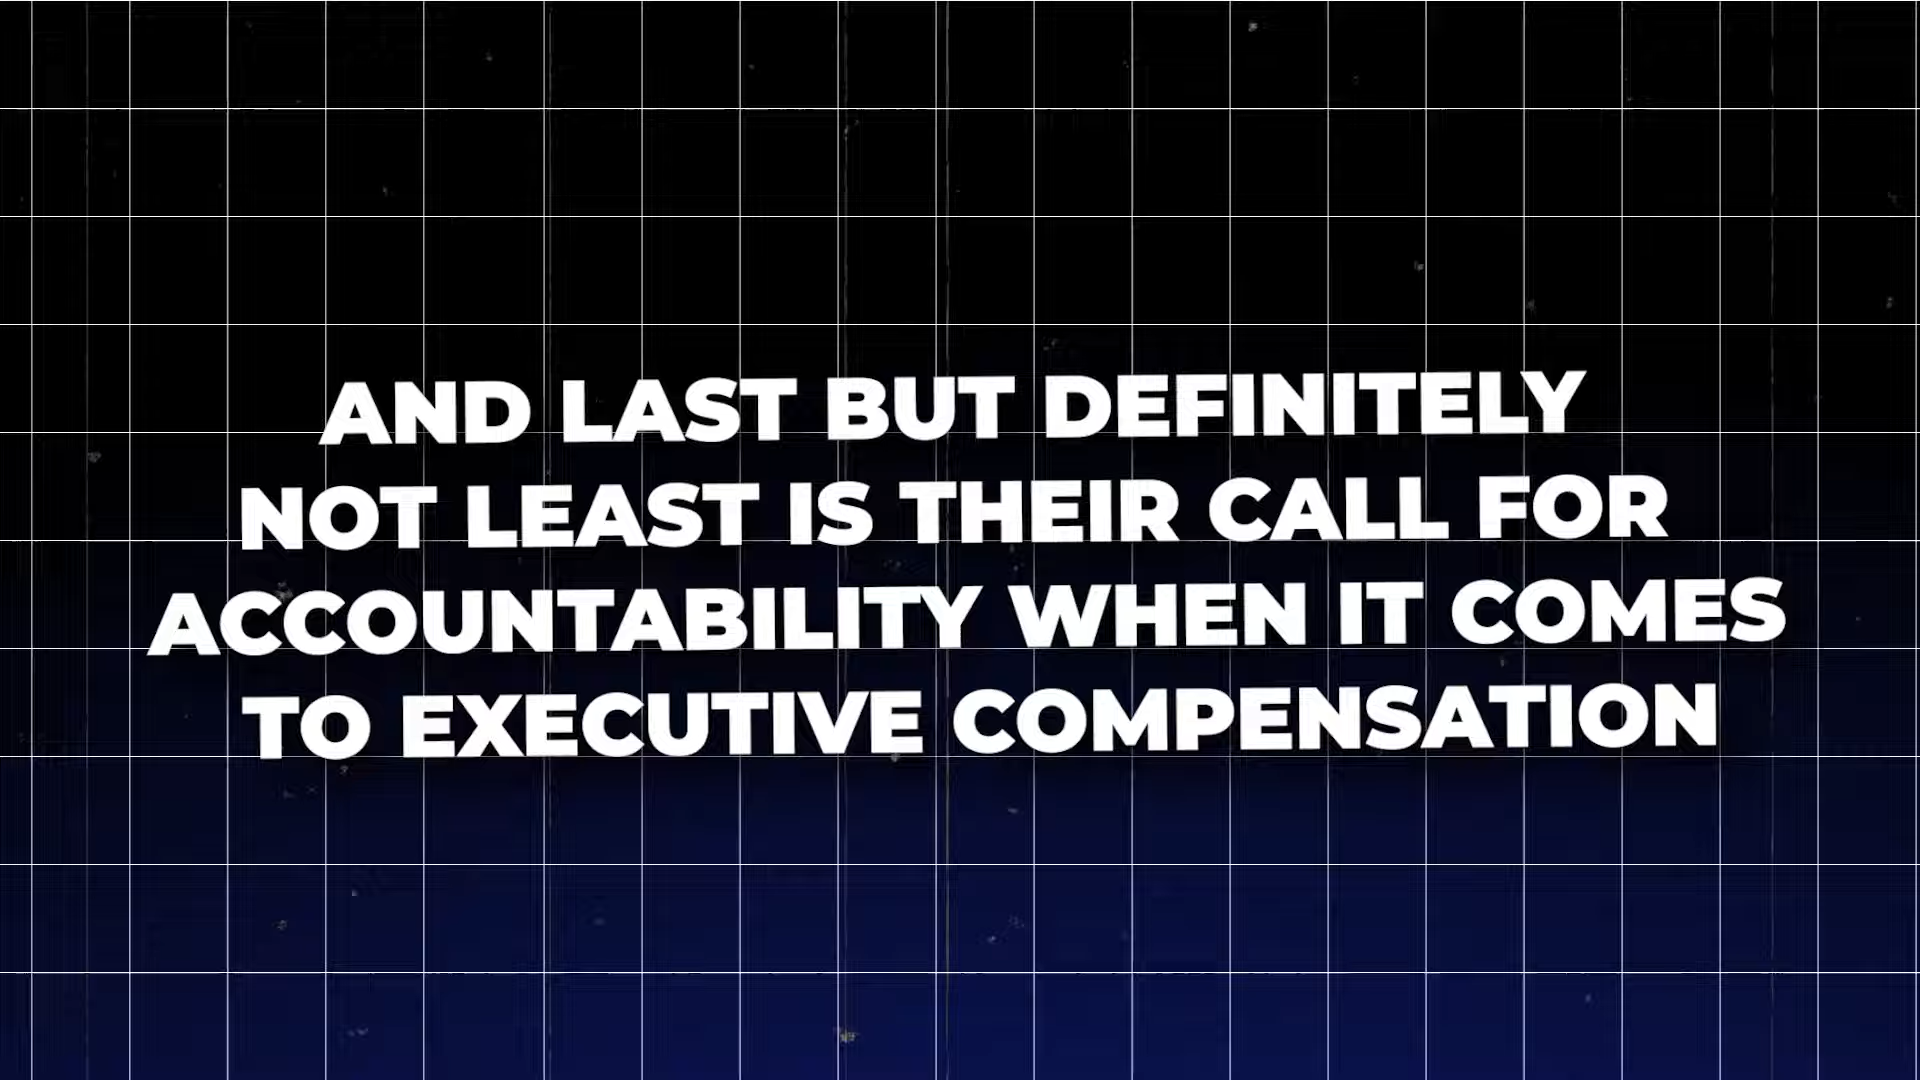 AND LAST BUT DEFINITELY
NOT LEAST IS THEIR CALL FOR
ACCOUNTABILITY WHEN IT COMES
TO EXECUTIVE COMPENSATION